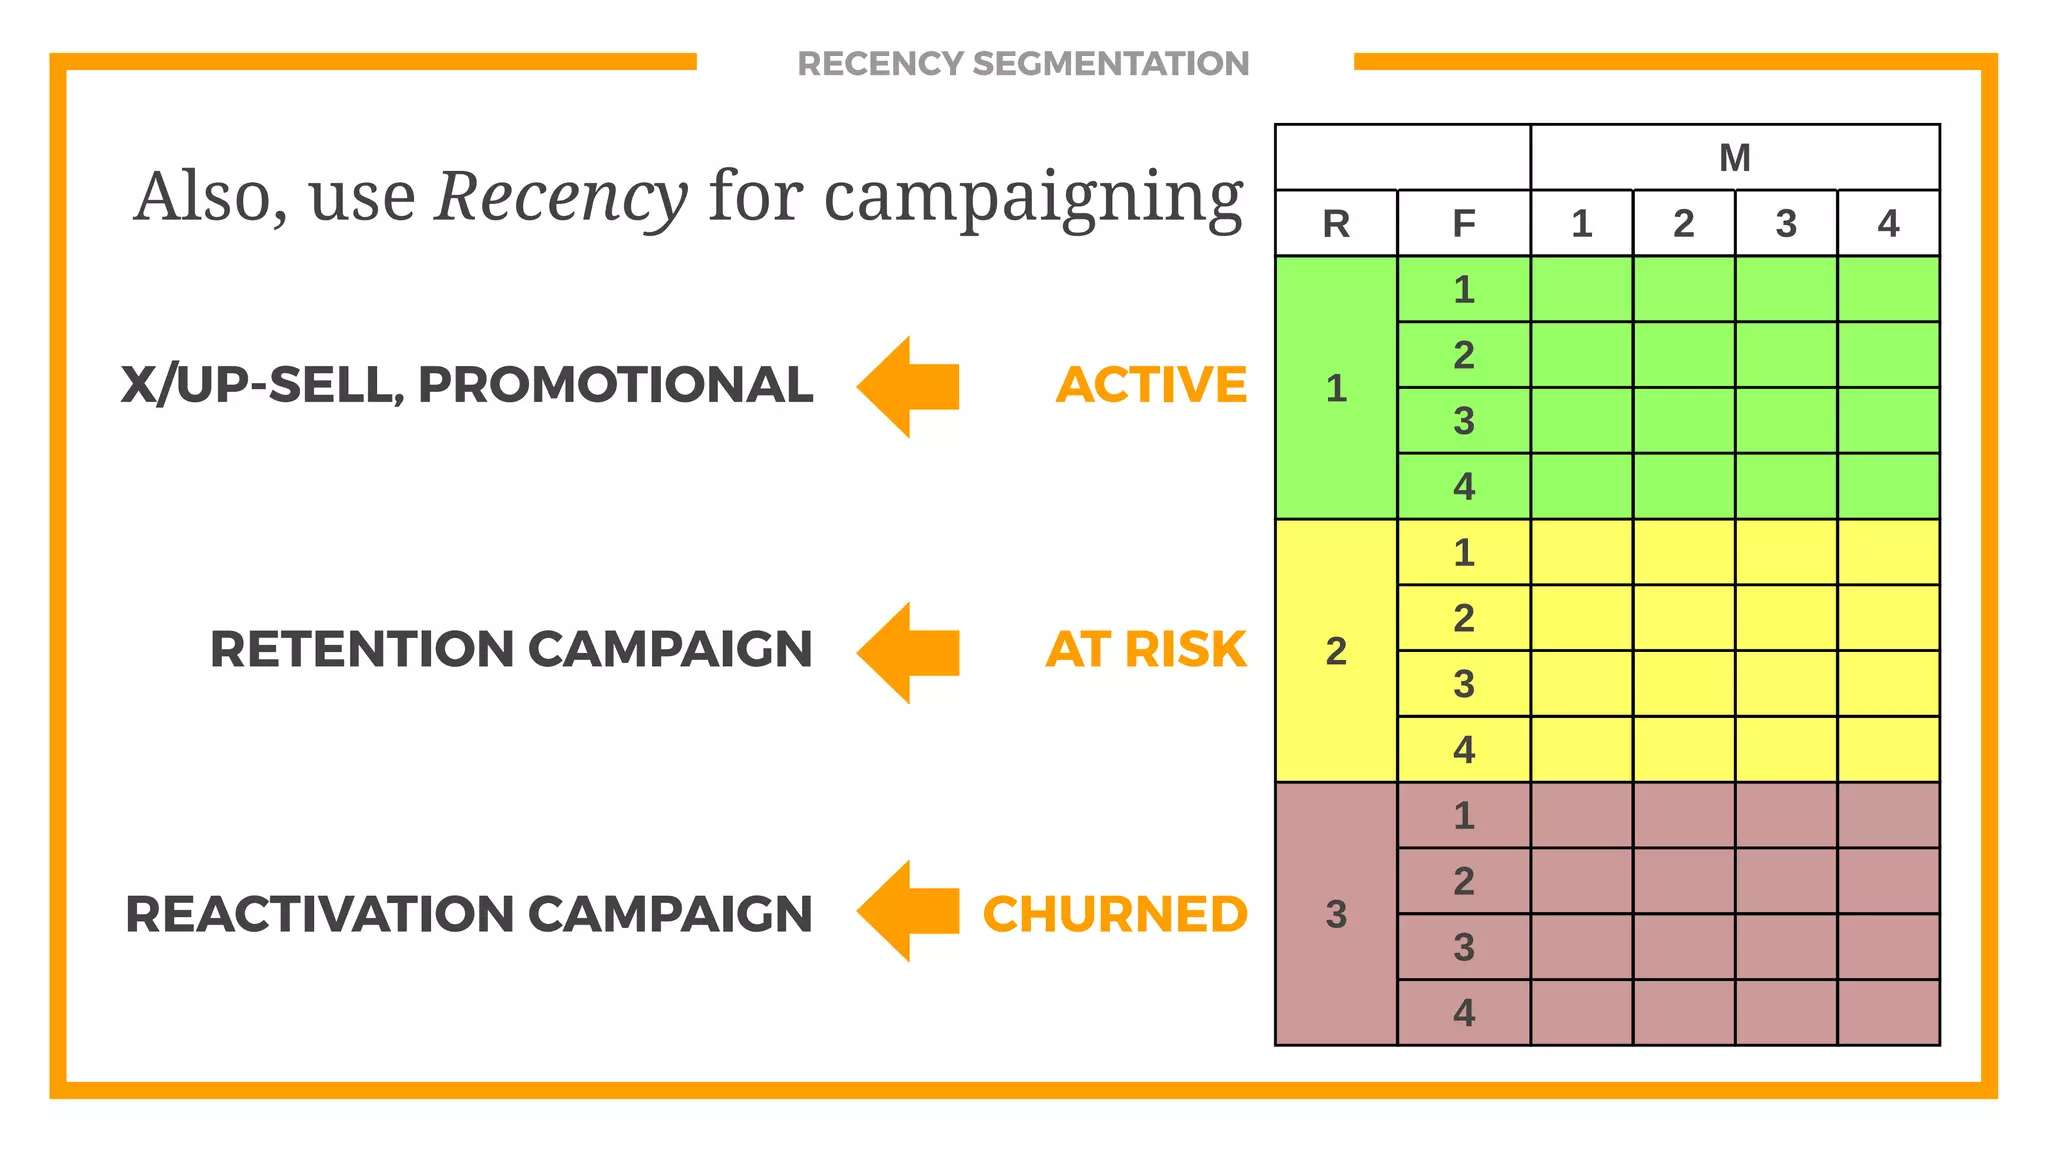 RECENCY SEGMENTATION
Also, use Recency for campaigning
X/UP-SELL, PROMOTIONAL
ACTIVE
RETENTION CAMPAIGN
AT RISK
REACTIVATION CAMPAIGN
CHURNED
M
R F 1 2 3 4
1
1
2
3
4
2
1
2
3
4
3
1
2
3
4